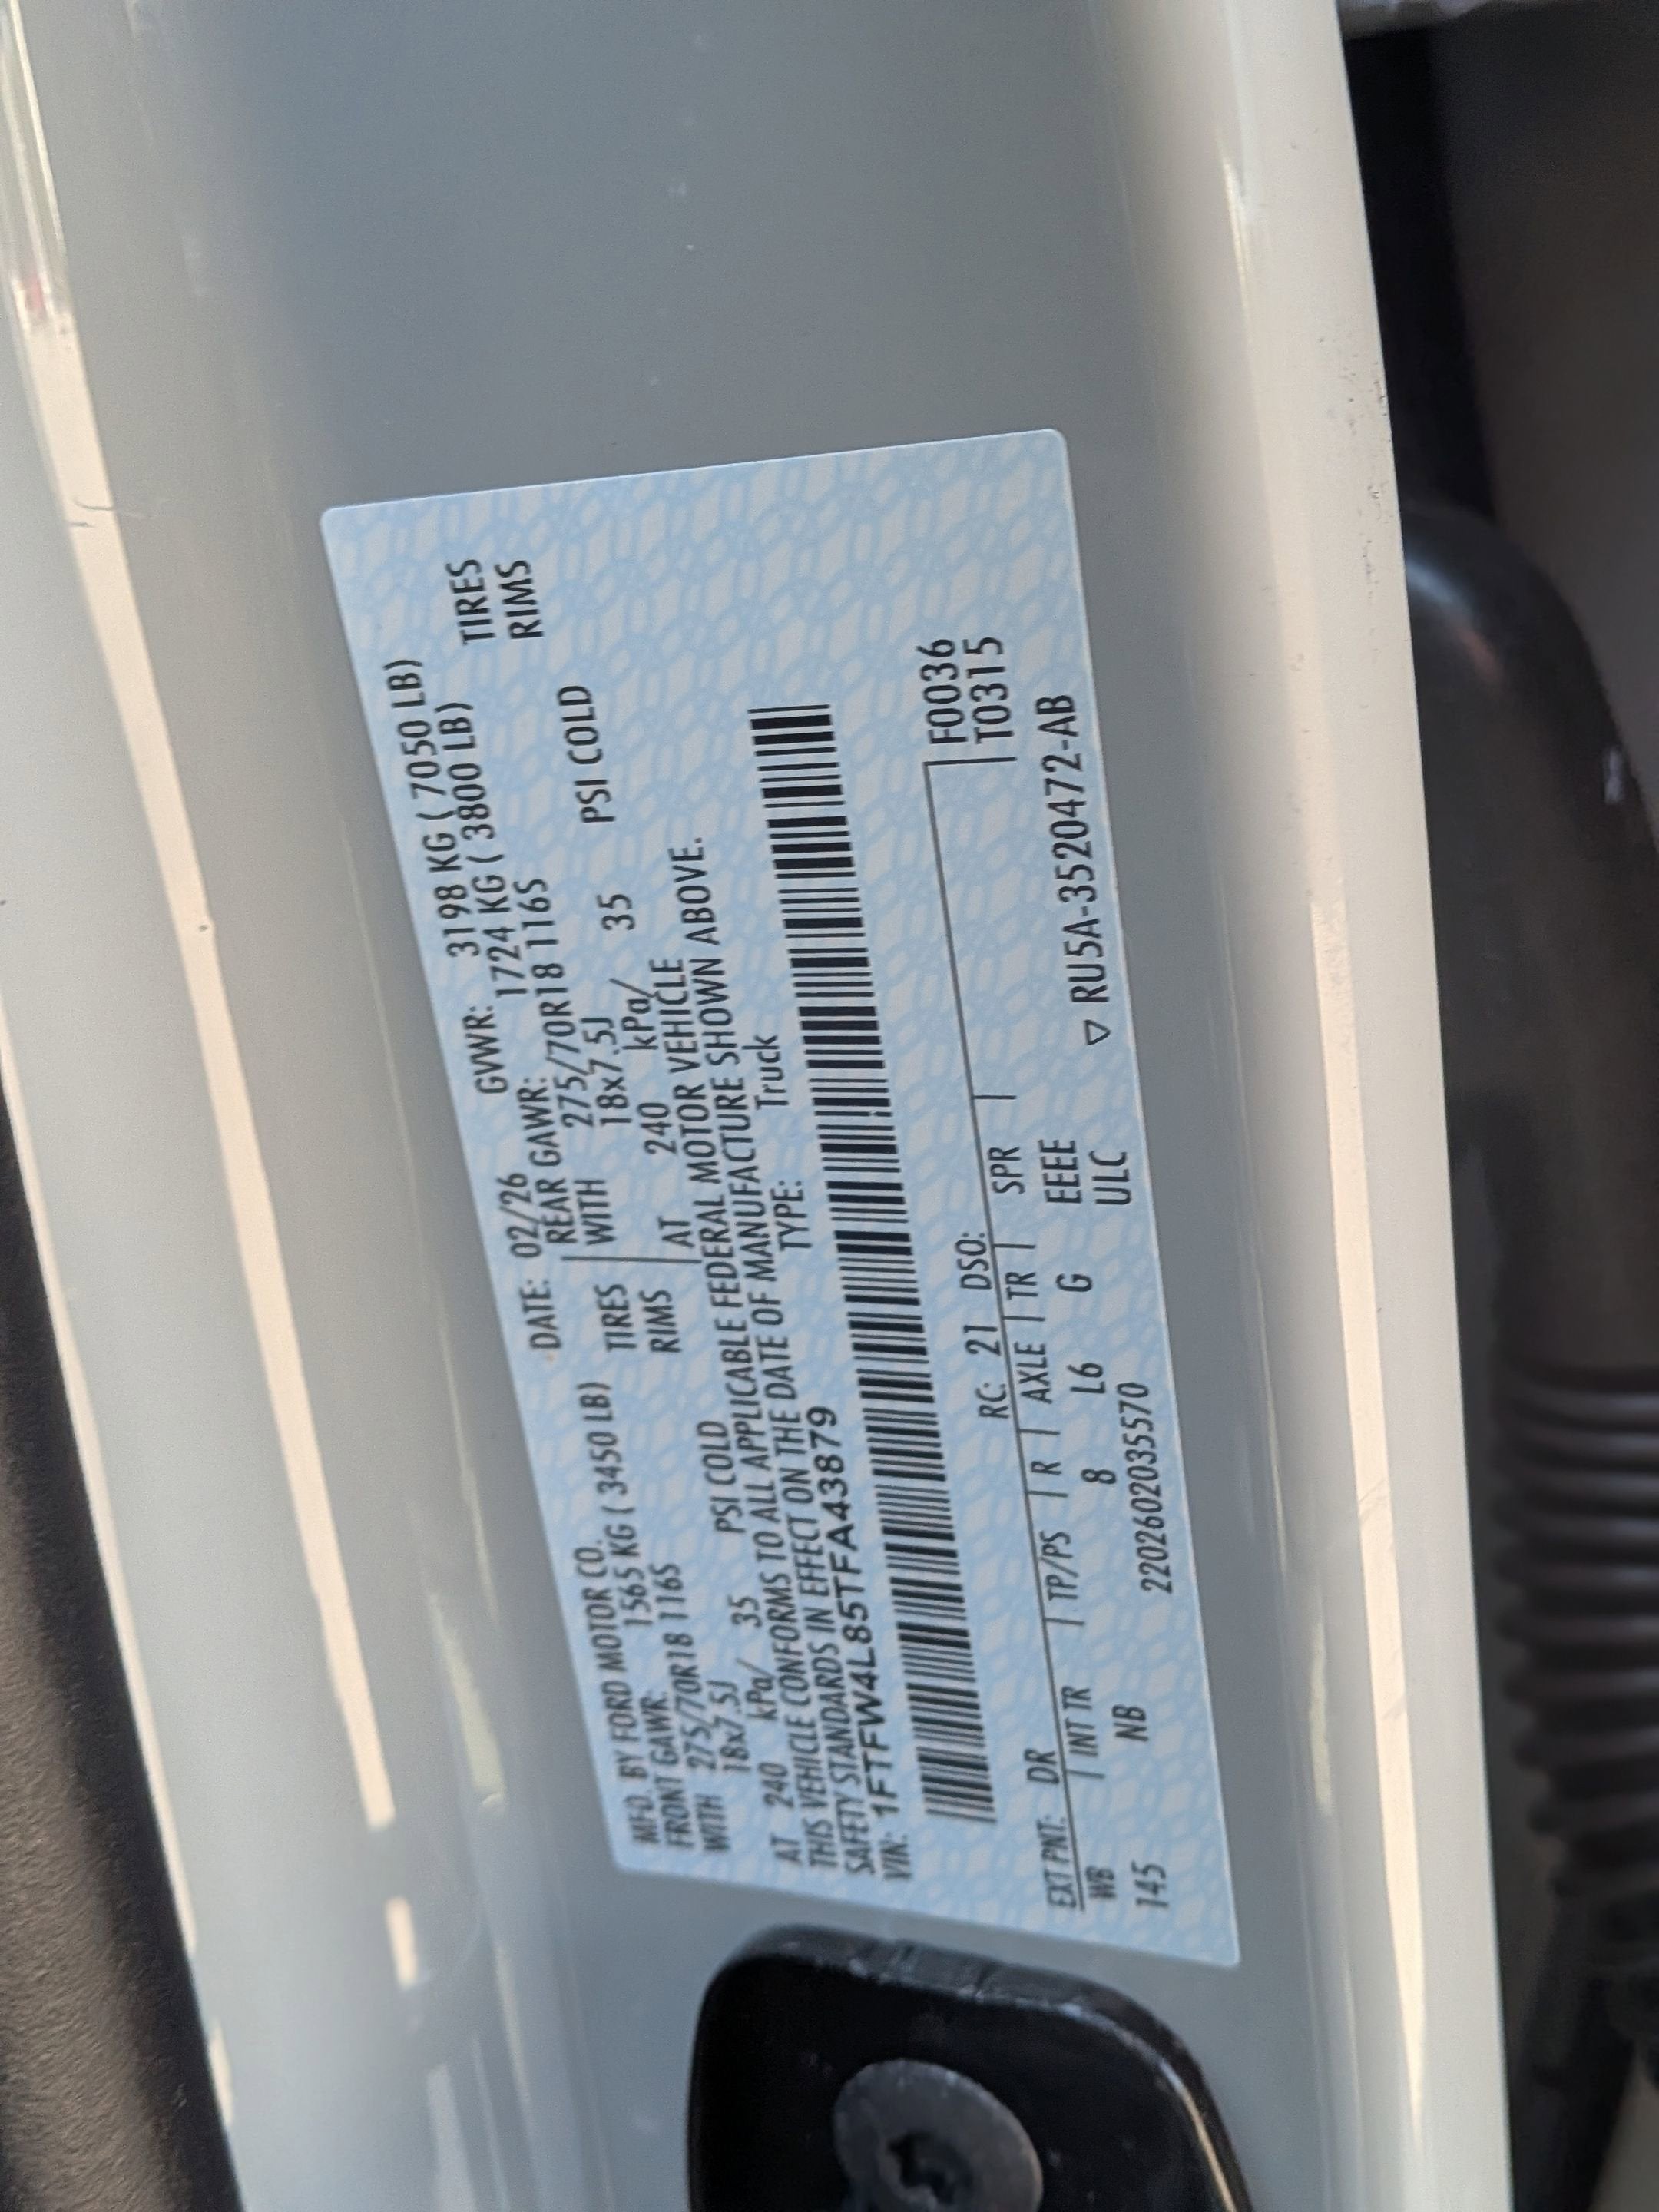 MFD. BY FORD MOTOR CO.
DATE: 02/26 GVWR: 3198 KG ( 7050 LB)
FRONT GAWR: 1565 KG ( 3450 LB)
REAR GAWR: 1724 KG ( 3800 LB)
WITH 275/70R18 116S TIRES
WITH 275/70R18 116S TIRES
18x7.5J RIMS
18x7.5J RIMS
AT 240 kPa/ 35 PSI COLD
AT 240 kPa/ 35 PSI COLD
THIS VEHICLE CONFORMS TO ALL APPLICABLE FEDERAL MOTOR VEHICLE
SAFETY STANDARDS IN EFFECT ON THE DATE OF MANUFACTURE SHOWN ABOVE.
VIN: 1FTFW4L85TFA43879 TYPE: Truck
EXT PNT: DR RC: 21 DSO: F0036
WB | INT TR | TP/PS | R | AXLE | TR | SPR | T0315
145 NB 8 L6 G EEEE
ULC
2202602035570 ▽ RU5A-3520472-AB